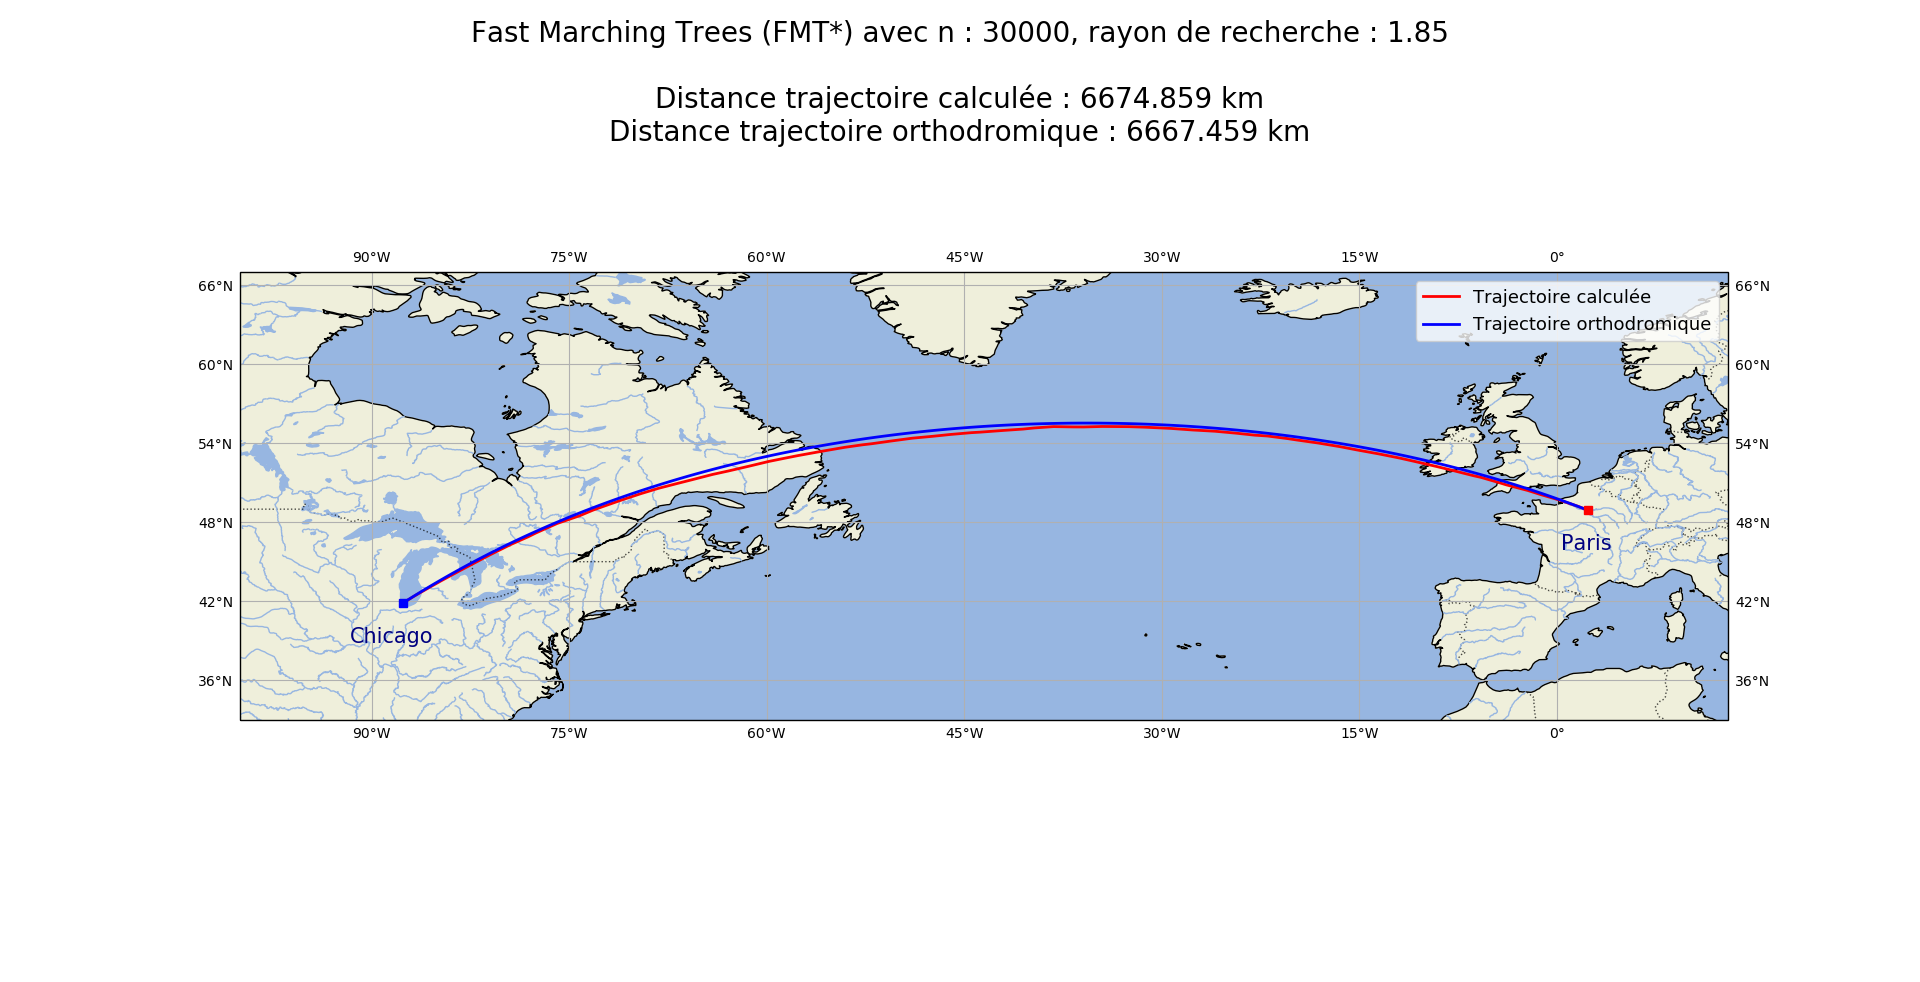 Fast Marching Trees (FMT*) avec n : 30000, rayon de recherche : 1.85
Distance trajectoire calculée : 6674.859 km
Distance trajectoire orthodromique : 6667.459 km
90°W 75°W 60°W 45°W 30°W 15°W 0°
66°N 66°N
Trajectoire calculée
Trajectoire orthodromique
60°N 60°N
54°N 54°N
48°N 48°N
Paris
42°N 42°N
Chicago
36°N 36°N
90°W 75°W 60°W 45°W 30°W 15°W 0°